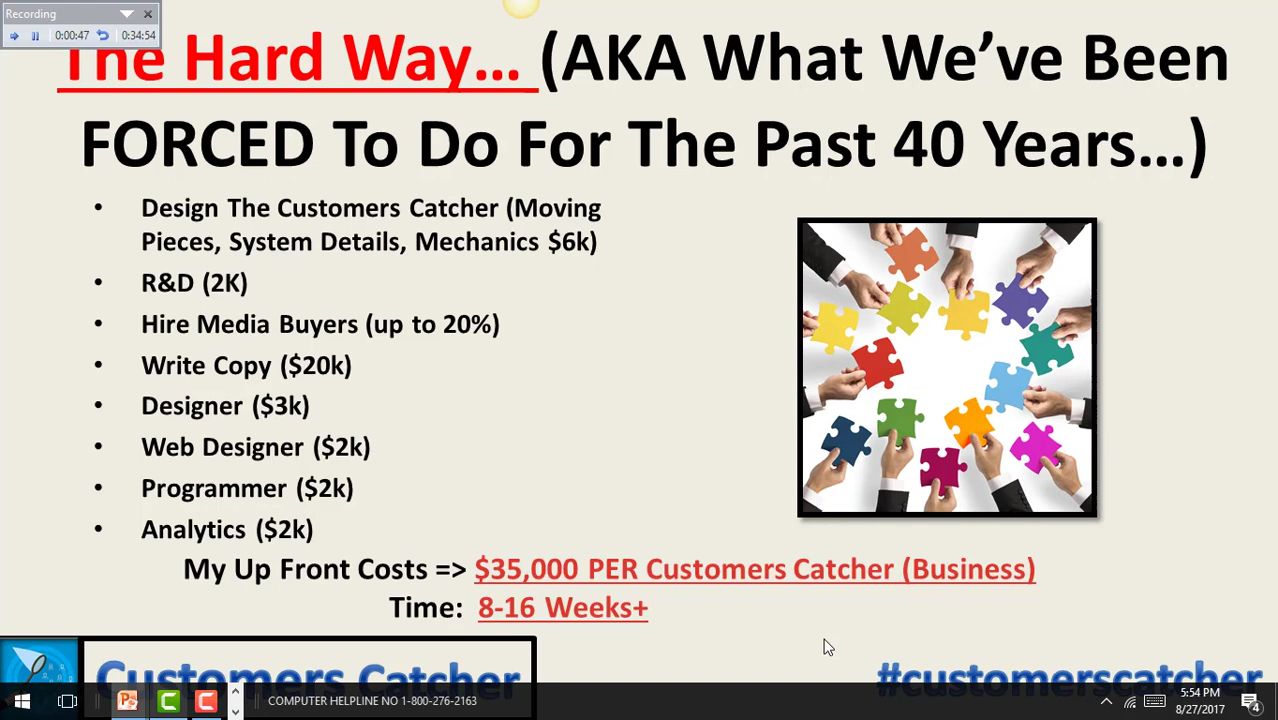 Recording
0:00:47
0:34:54
The Hard Way… (AKA What We've Been
FORCED To Do For The Past 40 Years…)
• Design The Customers Catcher (Moving
Pieces, System Details, Mechanics $6k)
• R&D (2K)
• Hire Media Buyers (up to 20%)
• Write Copy ($20k)
• Designer ($3k)
• Web Designer ($2k)
• Programmer ($2k)
• Analytics ($2k)
My Up Front Costs => $35,000 PER Customers Catcher (Business)
Time: 8-16 Weeks+
Customers Catcher
#customerscatcher
COMPUTER HELPLINE NO 1-800-276-2163
5:54 PM
8/27/2017
4